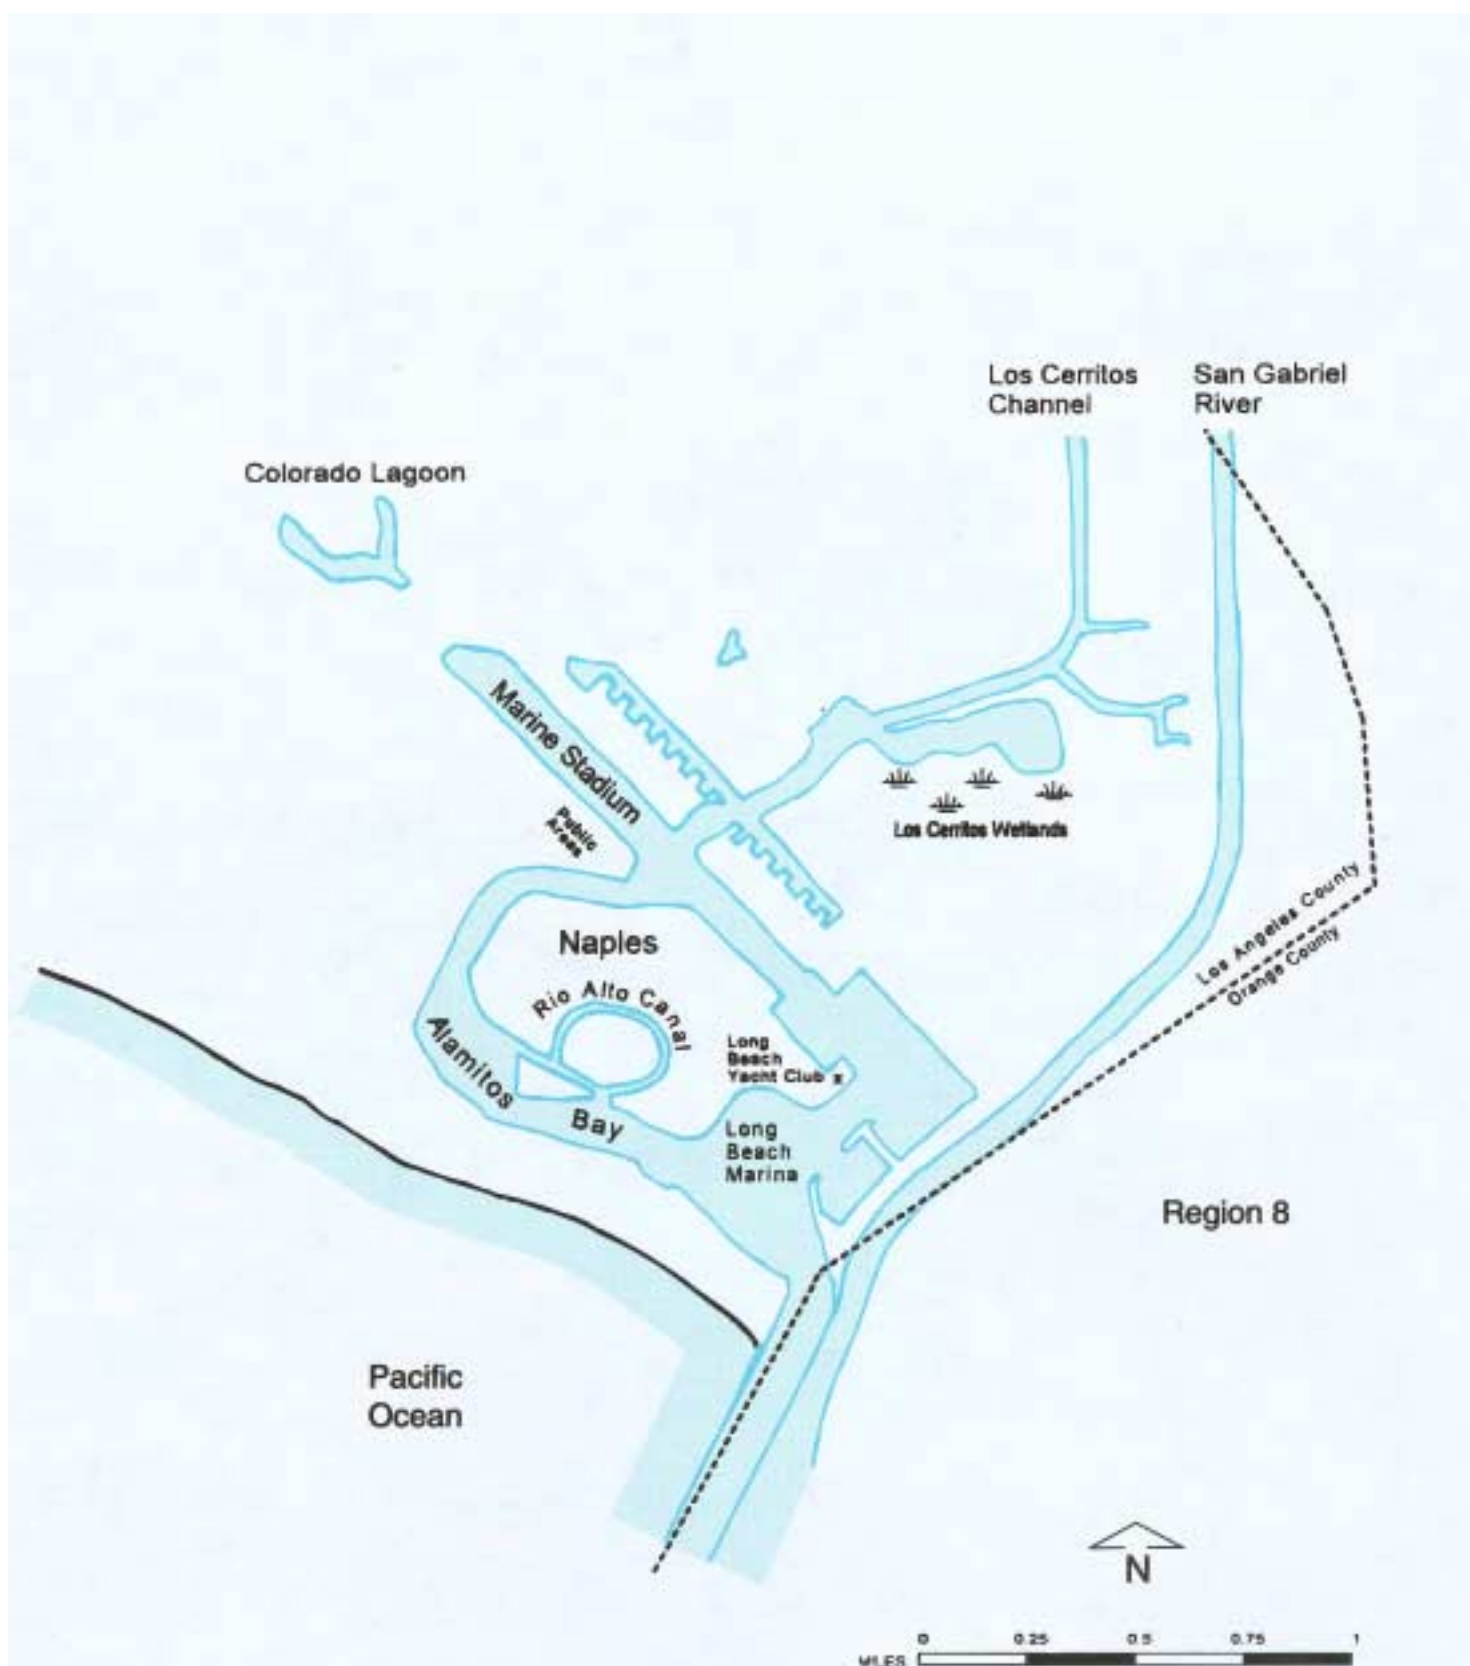 Los Cerritos
Channel
San Gabriel
River
Colorado Lagoon
Marine Stadium
Public
Areas
Los Cerritos Wetlands
Los Angeles County
Orange County
Naples
Rio Alto Canal
Alamitos
Bay
Long
Beach
Yacht Club x
Long
Beach
Marina
Region 8
Pacific
Ocean
N
0 0.25 0.5 0.75 1
MILES